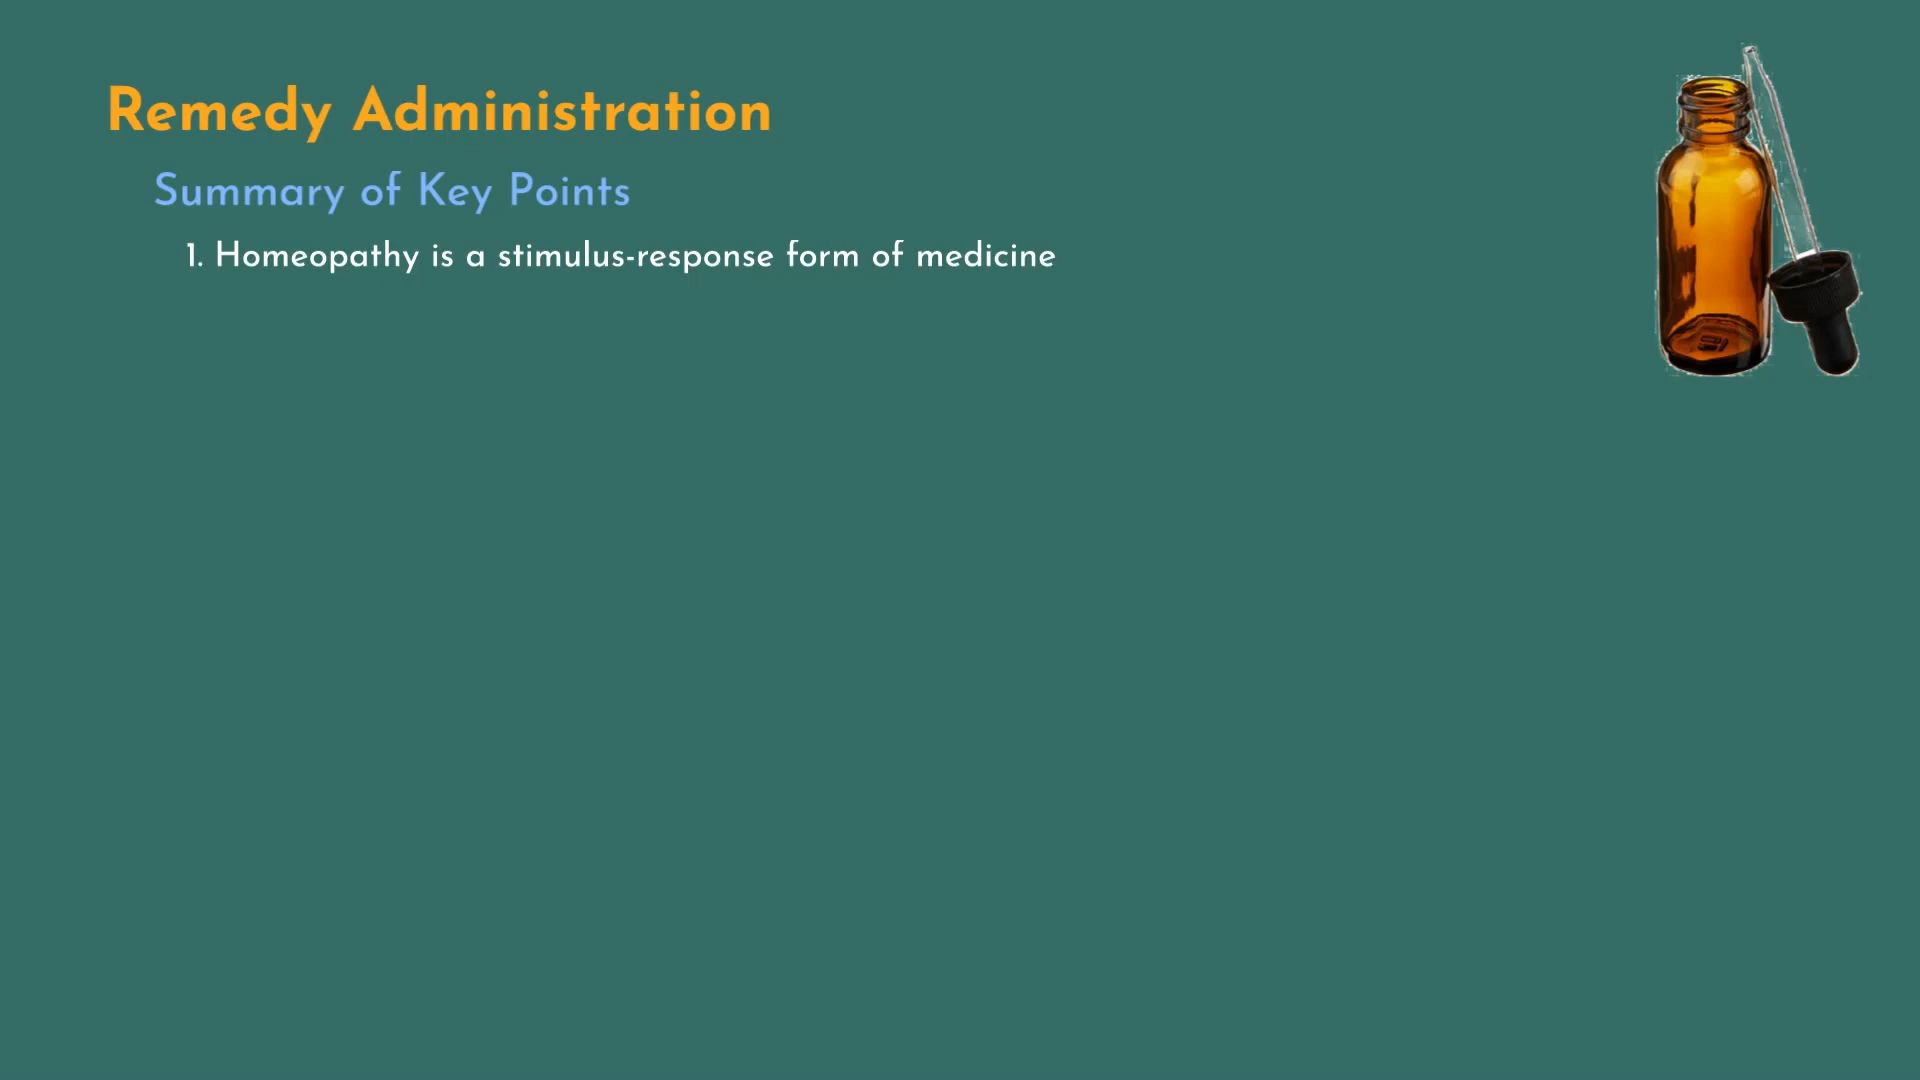 Remedy Administration
Summary of Key Points
1. Homeopathy is a stimulus-response form of medicine